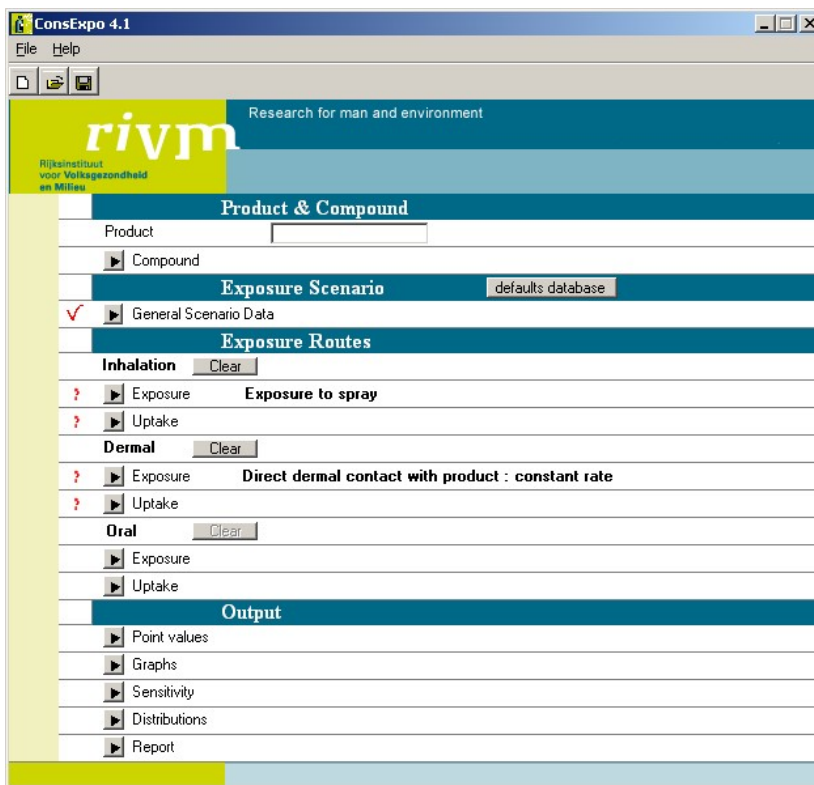 ConsExpo 4.1
File Help
Research for man and environment
rivm
Rijksinstituut
voor Volksgezondheid
en Milieu
Product & Compound
Product
Compound
Exposure Scenario defaults database
General Scenario Data
Exposure Routes
Inhalation Clear
? Exposure Exposure to spray
? Uptake
Dermal Clear
? Exposure Direct dermal contact with product : constant rate
? Uptake
Oral Clear
Exposure
Uptake
Output
Point values
Graphs
Sensitivity
Distributions
Report